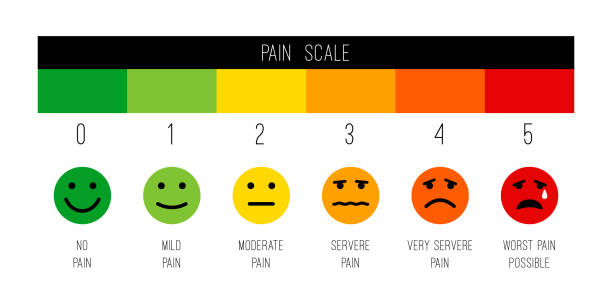 PAIN SCALE
0 1 2 3 4 5
NO PAIN
MILD PAIN
MODERATE PAIN
SERVERE PAIN
VERY SERVERE PAIN
WORST PAIN POSSIBLE